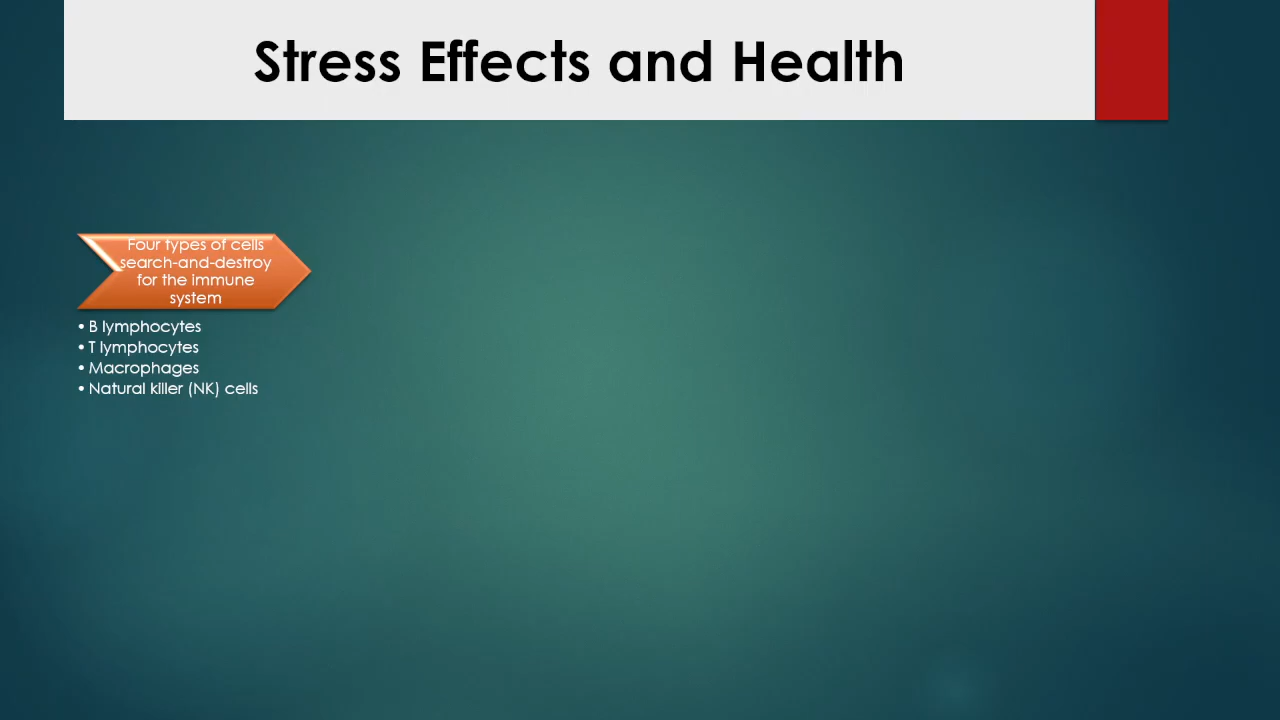 Stress Effects and Health
Four types of cells
search-and-destroy
for the immune
system
• B lymphocytes
• T lymphocytes
• Macrophages
• Natural killer (NK) cells